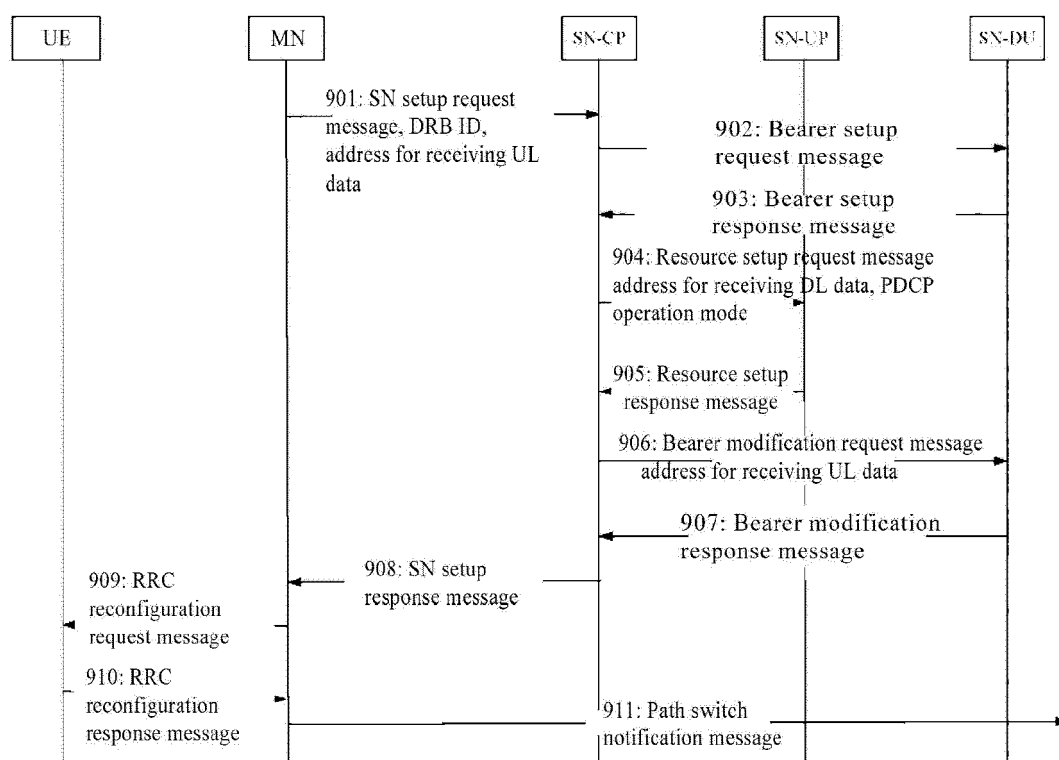 UE
MN
SN-CP
SN-UP
SN-DU
901: SN setup request
message, DRB ID,
address for receiving UL
data
902: Bearer setup
request message
903: Bearer setup
response message
904: Resource setup request message
address for receiving DL data, PDCP
operation mode
905: Resource setup
response message
906: Bearer modification request message
address for receiving UL data
907: Bearer modification
response message
908: SN setup
response message
909: RRC
reconfiguration
request message
910: RRC
reconfiguration
response message
911: Path switch
notification message